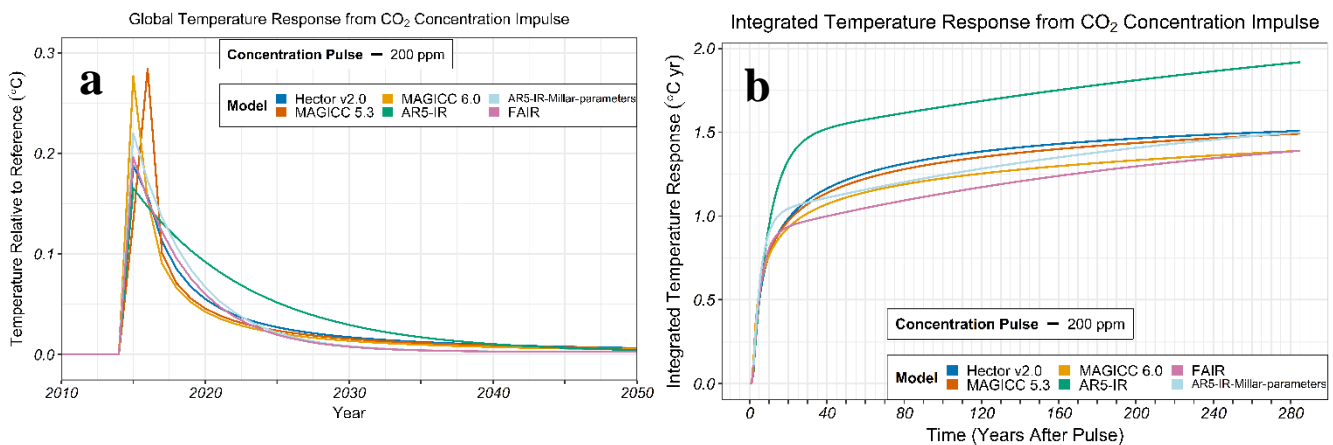 Global Temperature Response from CO₂ Concentration Impulse
a
Concentration Pulse 200 ppm
Model Hector v2.0 MAGICC 6.0 AR5-IR-Millar-parameters
MAGICC 5.3 AR5-IR FAIR
Temperature Relative to Reference (°C)
0.3
0.2
0.1
0.0
2010 2020 2030 2040 2050
Year
Integrated Temperature Response from CO₂ Concentration Impulse
b
Integrated Temperature Response (°C yr)
2.0
1.5
1.0
0.5
0.0
Concentration Pulse 200 ppm
Model Hector v2.0 MAGICC 6.0 FAIR
MAGICC 5.3 AR5-IR AR5-IR-Millar-parameters
0 40 80 120 160 200 240 280
Time (Years After Pulse)